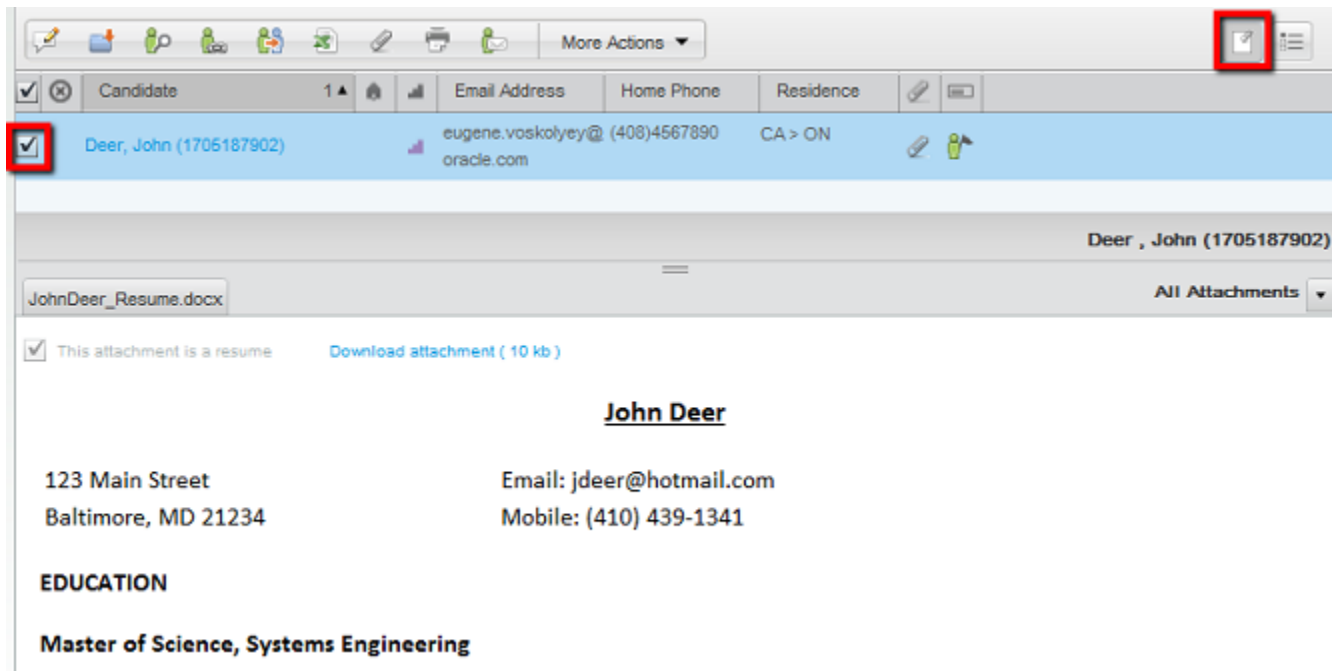 More Actions
Candidate 1 Email Address Home Phone Residence
Deer, John (1705187902) eugene.voskolyey@ (408)4567890 CA > ON
oracle.com
Deer , John (1705187902)
JohnDeer_Resume.docx All Attachments
This attachment is a resume Download attachment ( 10 kb )
John Deer
123 Main Street Email: jdeer@hotmail.com
Baltimore, MD 21234 Mobile: (410) 439-1341
EDUCATION
Master of Science, Systems Engineering